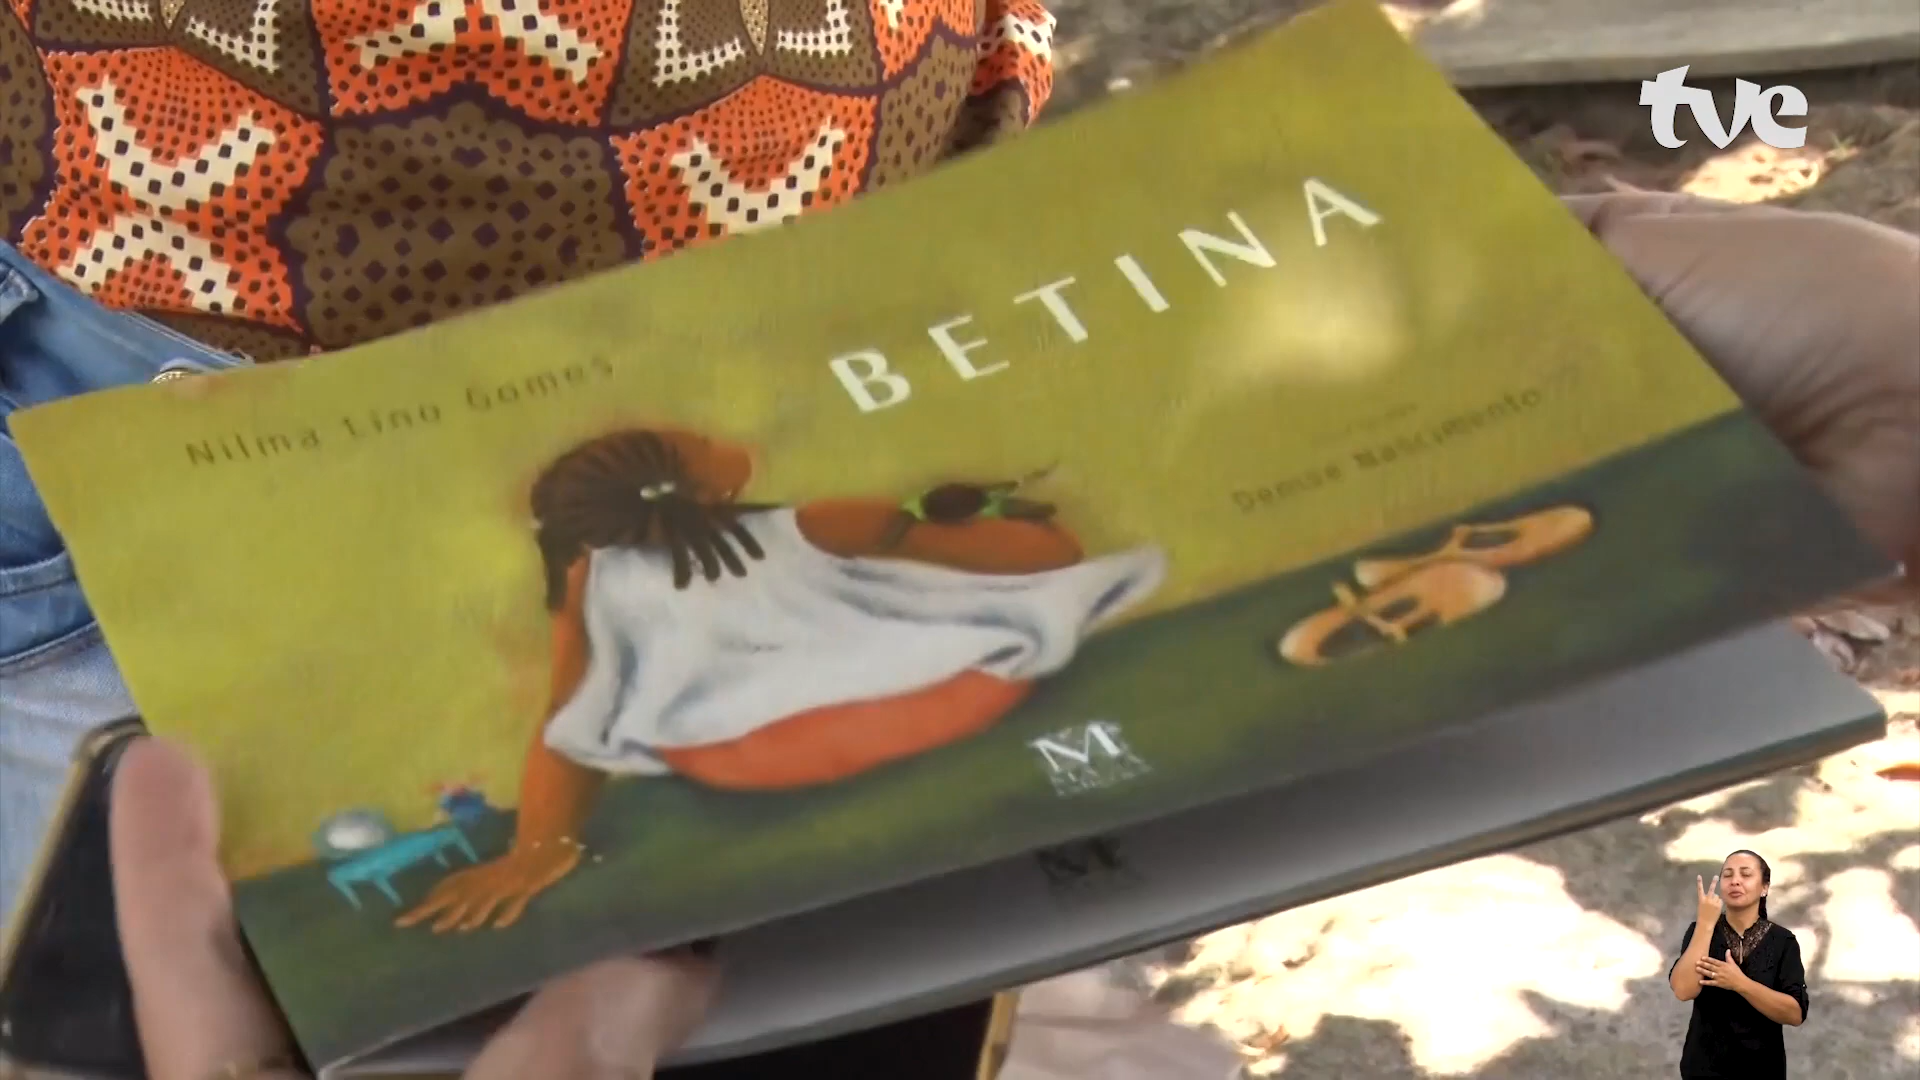 tve
BETINA
Nilma Lino Gomes
Denise Nascimento
M